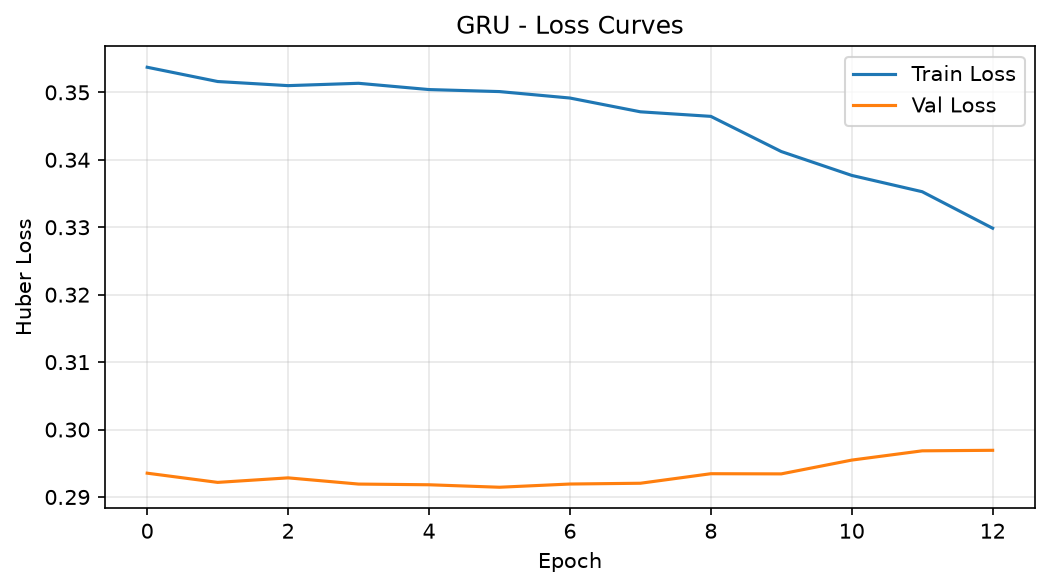 GRU - Loss Curves
Train Loss
Val Loss
Huber Loss
0.35
0.34
0.33
0.32
0.31
0.30
0.29
0 2 4 6 8 10 12
Epoch